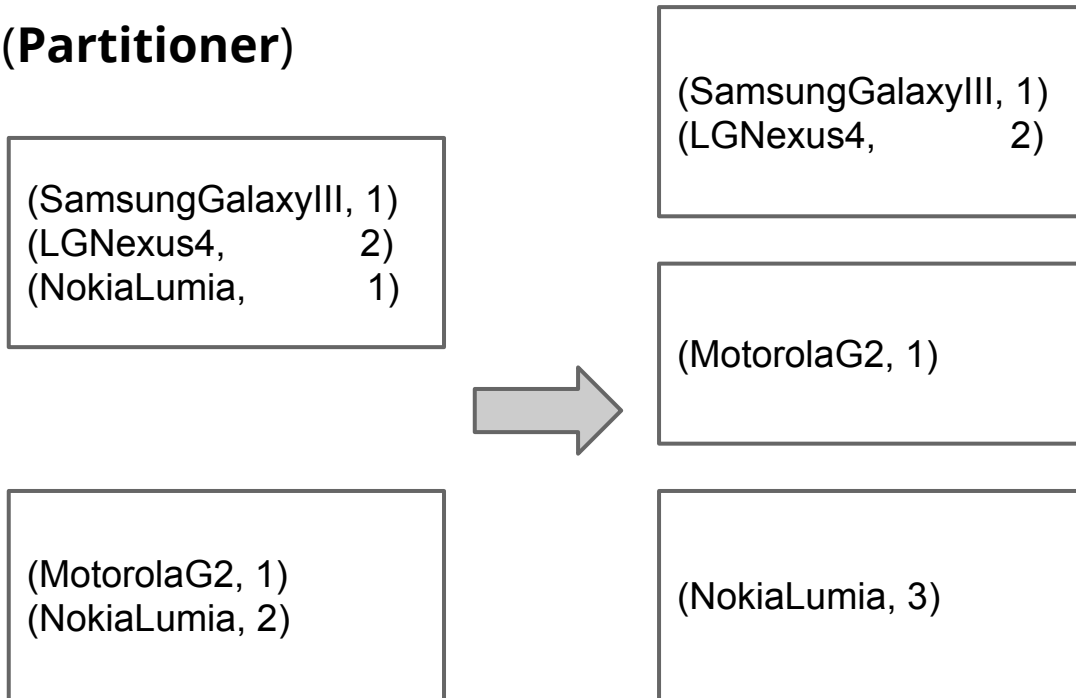 (Partitioner)
(SamsungGalaxyIII, 1)
(LGNexus4, 2)
(NokiaLumia, 1)
(MotorolaG2, 1)
(NokiaLumia, 2)
(SamsungGalaxyIII, 1)
(LGNexus4, 2)
(MotorolaG2, 1)
(NokiaLumia, 3)